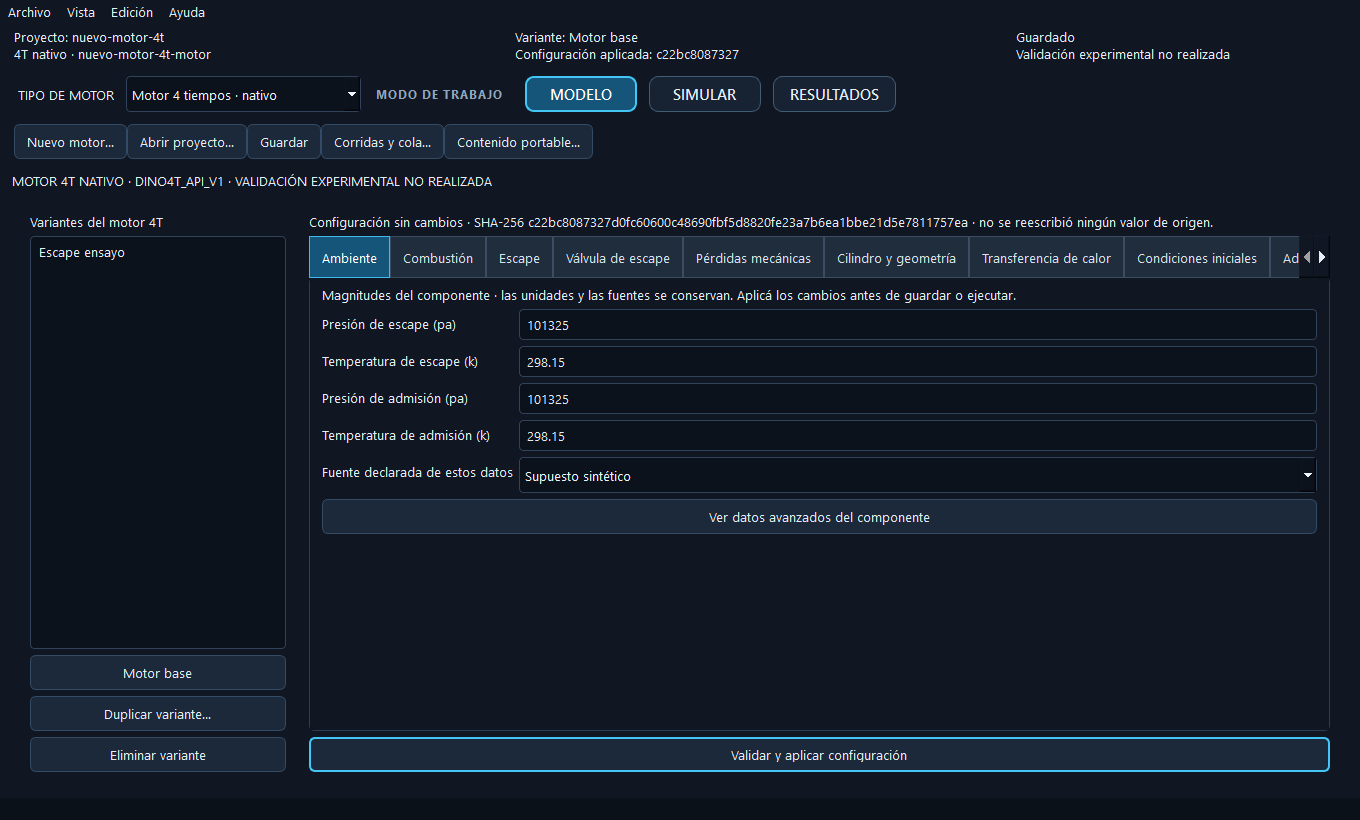 Archivo Vista Edición Ayuda
Proyecto: nuevo-motor-4t
4T nativo · nuevo-motor-4t-motor
Variante: Motor base
Configuración aplicada: c22bc8087327
Guardado
Validación experimental no realizada
TIPO DE MOTOR Motor 4 tiempos · nativo MODO DE TRABAJO MODELO SIMULAR RESULTADOS
Nuevo motor... Abrir proyecto... Guardar Corridas y cola... Contenido portable...
MOTOR 4T NATIVO · DINO4T_API_V1 · VALIDACIÓN EXPERIMENTAL NO REALIZADA
Variantes del motor 4T
Escape ensayo
Motor base
Duplicar variante...
Eliminar variante
Configuración sin cambios · SHA-256 c22bc8087327d0fc60600c48690fbf5d8820fe23a7b6ea1bbe21d5e7811757ea · no se reescribió ningún valor de origen.
Ambiente Combustión Escape Válvula de escape Pérdidas mecánicas Cilindro y geometría Transferencia de calor Condiciones iniciales Ad
Magnitudes del componente · las unidades y las fuentes se conservan. Aplicá los cambios antes de guardar o ejecutar.
Presión de escape (pa) 101325
Temperatura de escape (k) 298.15
Presión de admisión (pa) 101325
Temperatura de admisión (k) 298.15
Fuente declarada de estos datos Supuesto sintético
Ver datos avanzados del componente
Validar y aplicar configuración